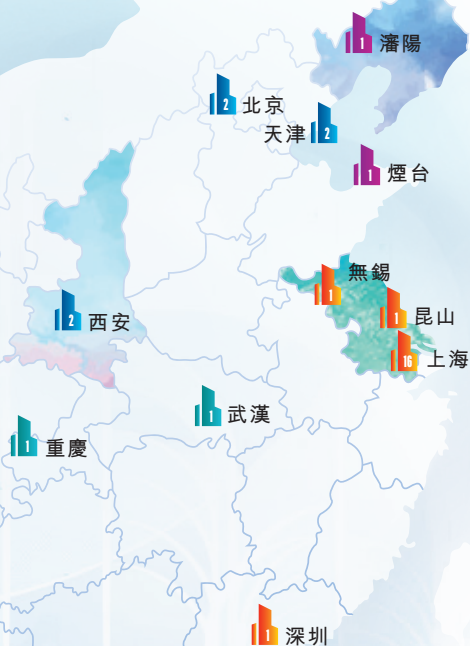 1 瀋陽
2 北京
天津 2
1 煙台
無錫
1
1 昆山
2 西安
16 上海
1 武漢
1 重慶
1 深圳